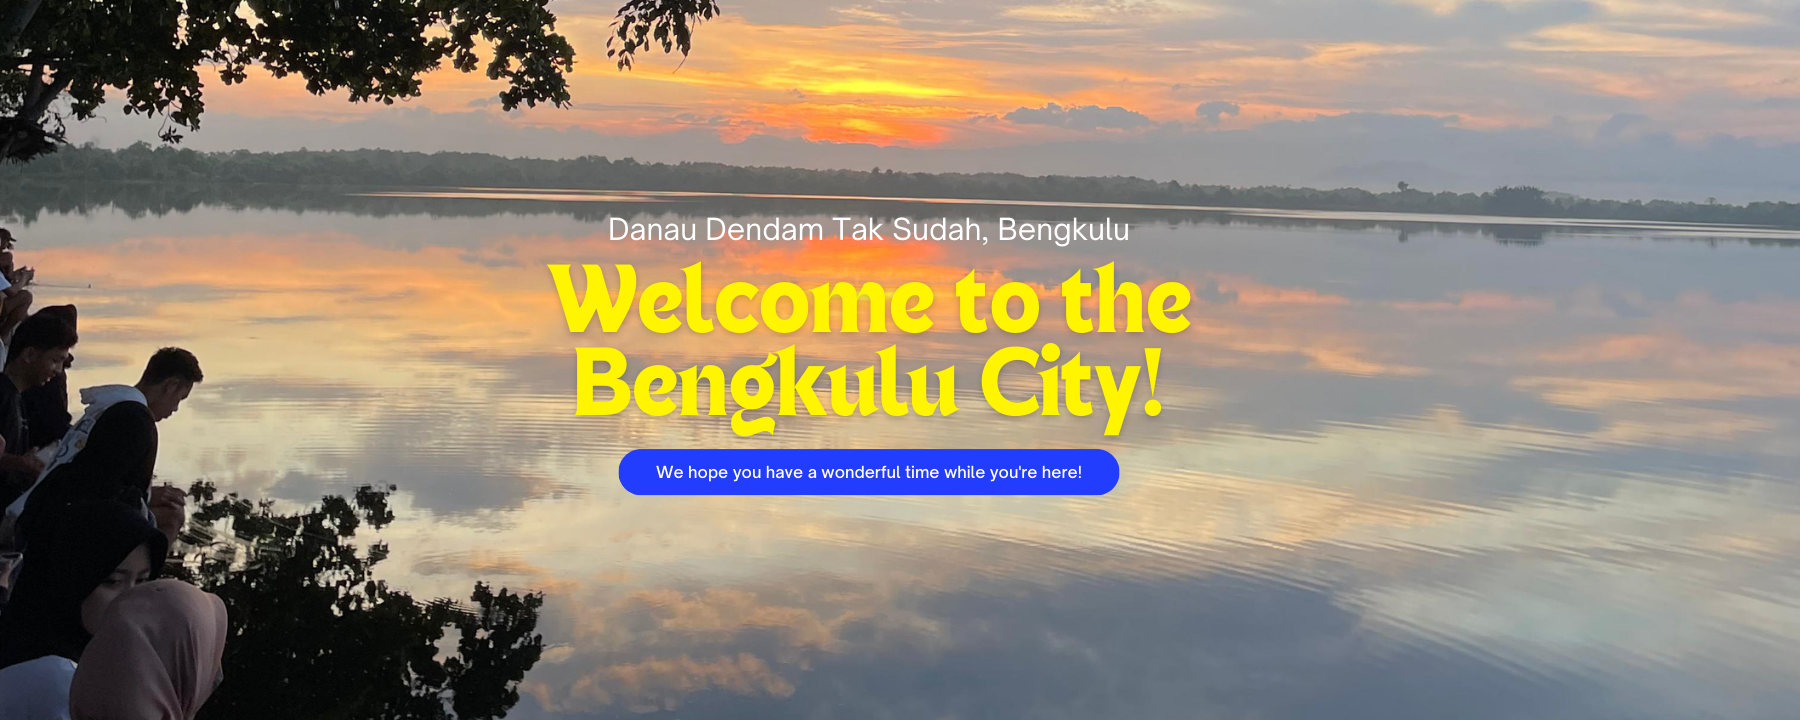 Danau Dendam Tak Sudah, Bengkulu
Welcome to the
Bengkulu City!
We hope you have a wonderful time while you're here!